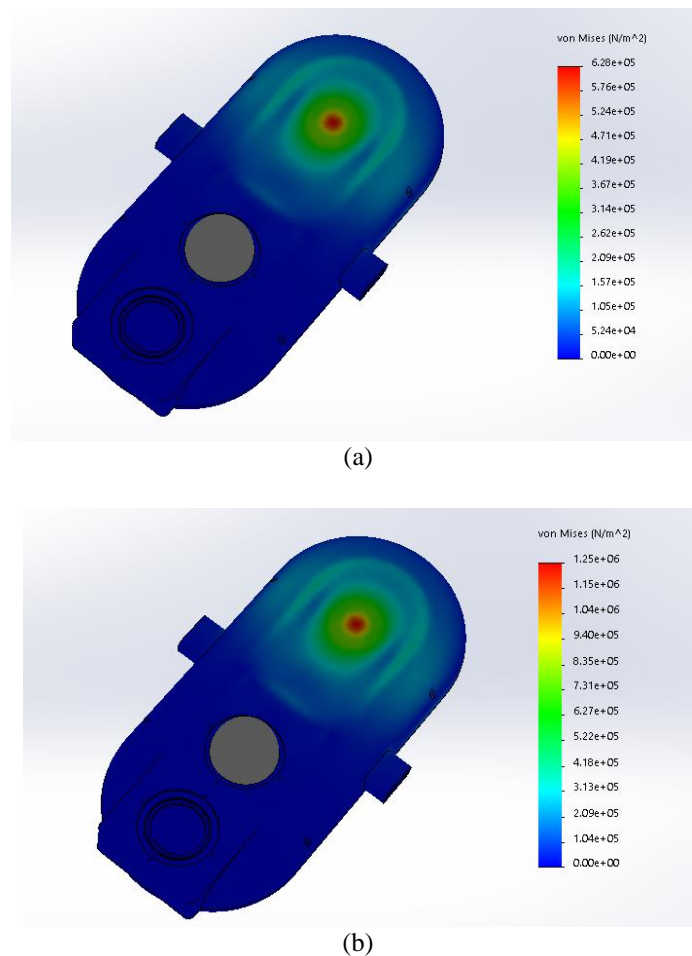 von Mises (N/m^2)
6.28e+05
5.76e+05
5.24e+05
4.71e+05
4.19e+05
3.67e+05
3.14e+05
2.62e+05
2.09e+05
1.57e+05
1.05e+05
5.24e+04
0.00e+00
(a)
von Mises (N/m^2)
1.25e+06
1.15e+06
1.04e+06
9.40e+05
8.35e+05
7.31e+05
6.27e+05
5.22e+05
4.18e+05
3.13e+05
2.09e+05
1.04e+05
0.00e+00
(b)